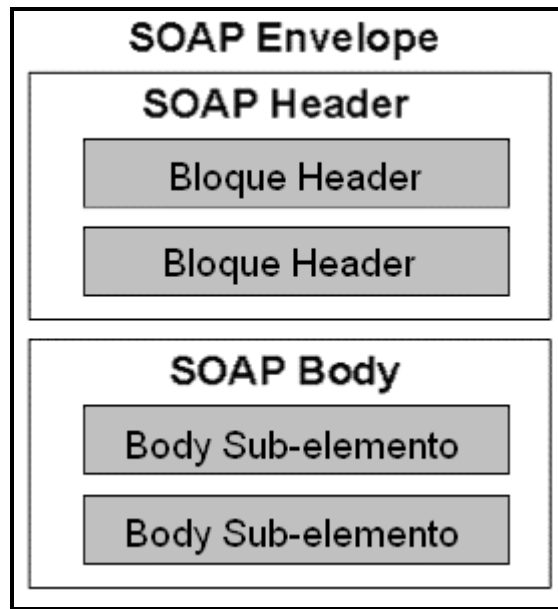 SOAP Envelope
SOAP Header
Bloque Header
Bloque Header
SOAP Body
Body Sub-elemento
Body Sub-elemento